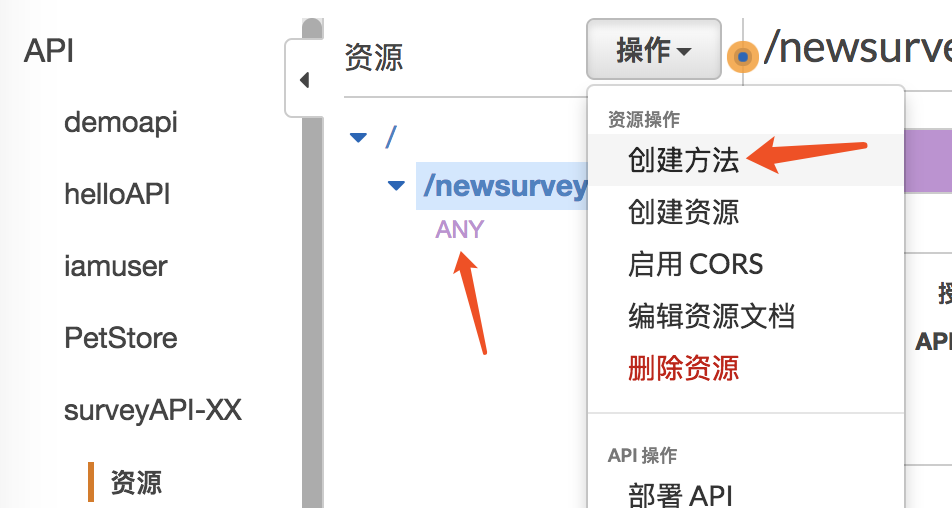 API
demoapi
helloAPI
iamuser
PetStore
surveyAPI-XX
资源
资源
操作
/
/newsurvey
ANY
资源操作
创建方法
创建资源
启用 CORS
编辑资源文档
删除资源
API 操作
部署 API
/newsurve
授
API